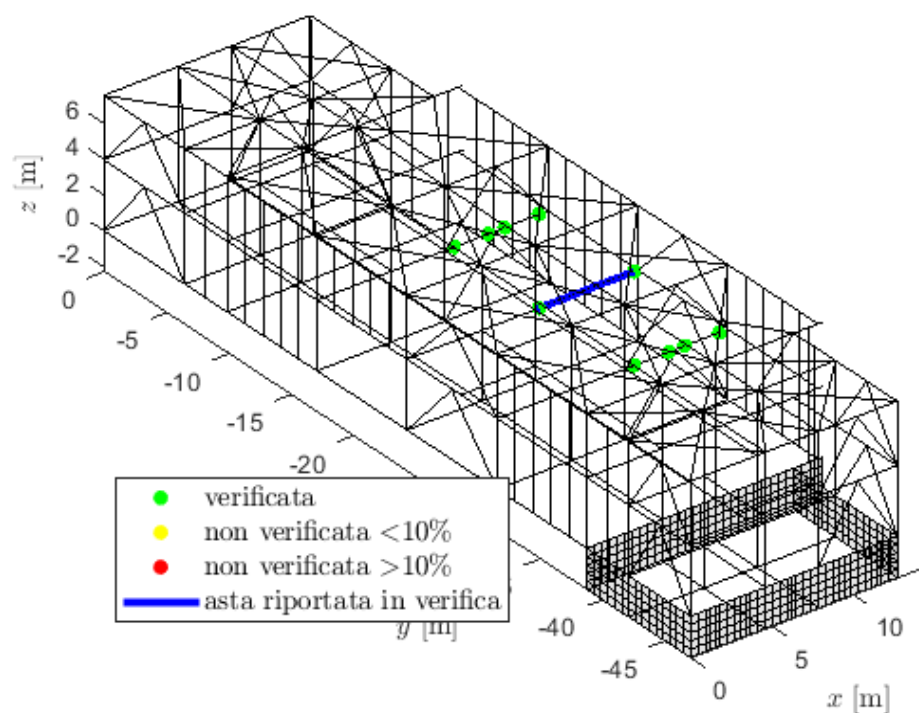 6
4
2
0
-2
z [m]
0
-5
-10
-15
-20
-40
-45
y [m]
0
5
10
x [m]
verificata
non verificata <10%
non verificata >10%
asta riportata in verifica